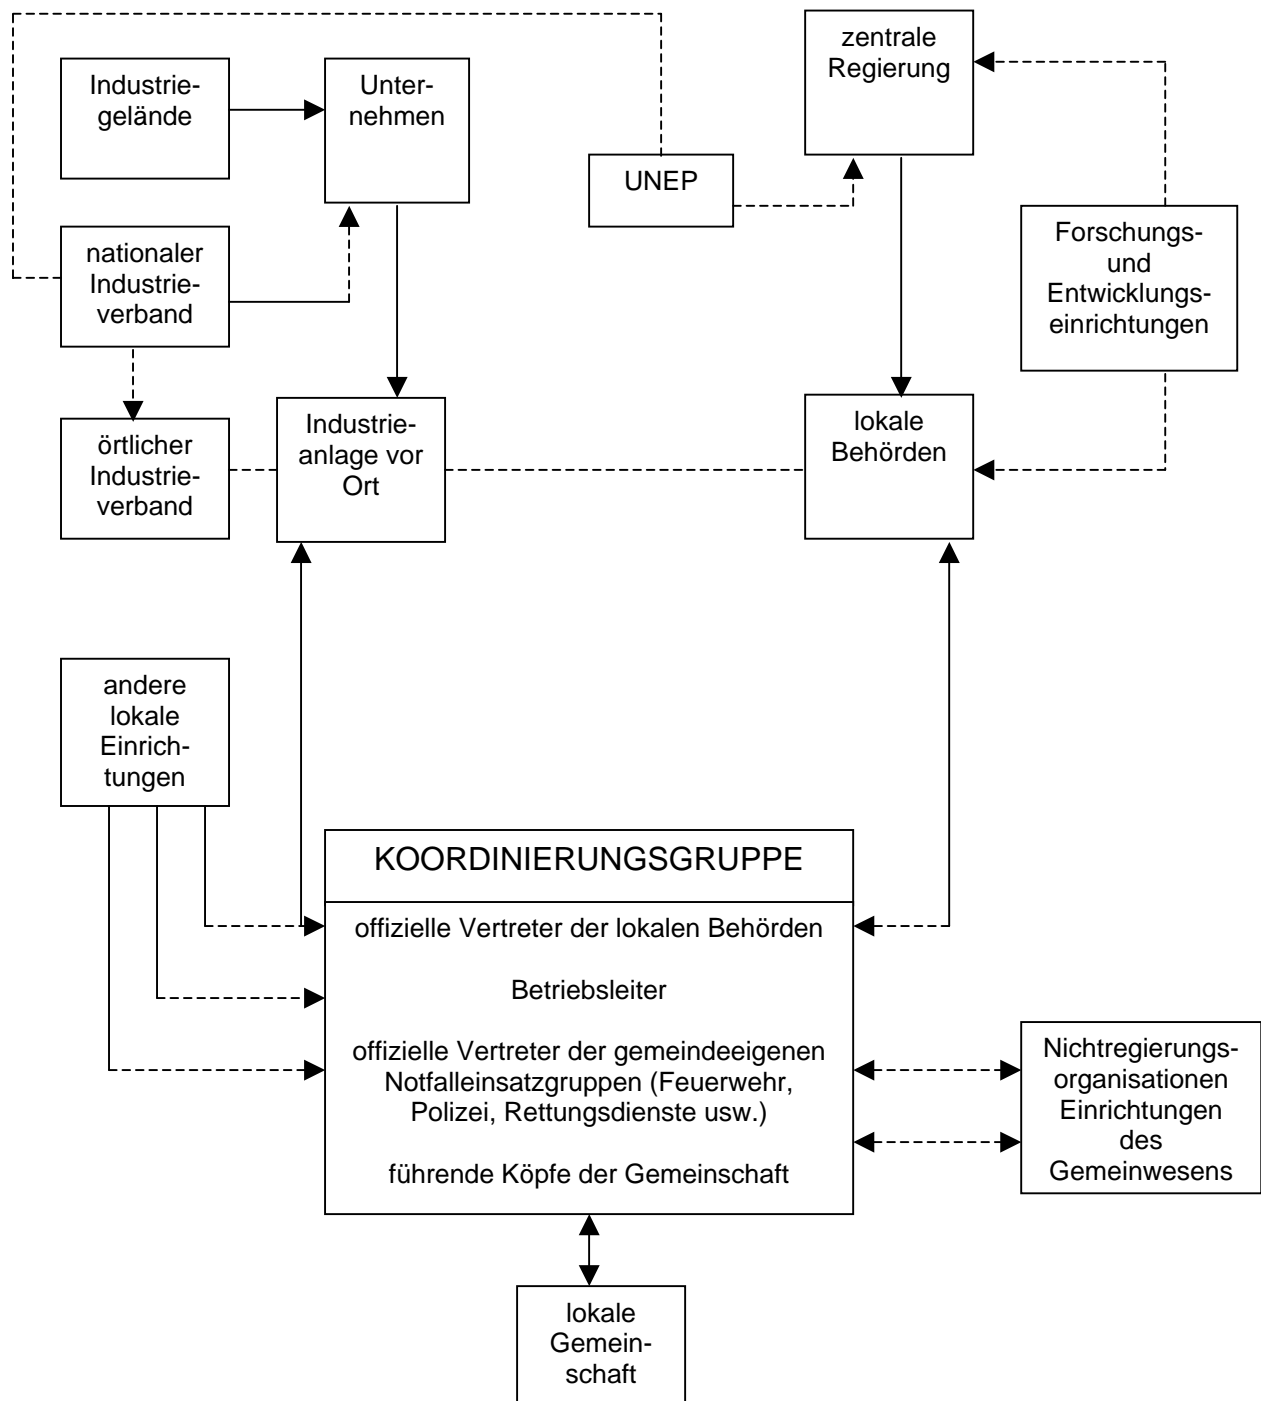 zentrale
Regierung
Industrie-
gelände
Unter-
nehmen
UNEP
nationaler
Industrie-
verband
Forschungs-
und
Entwicklungs-
einrichtungen
örtlicher
Industrie-
verband
Industrie-
anlage vor
Ort
lokale
Behörden
andere
lokale
Einrich-
tungen
KOORDINIERUNGSGRUPPE
offizielle Vertreter der lokalen Behörden
Betriebsleiter
offizielle Vertreter der gemeindeeigenen
Notfalleinsatzgruppen (Feuerwehr,
Polizei, Rettungsdienste usw.)
führende Köpfe der Gemeinschaft
Nichtregierungs-
organisationen
Einrichtungen
des
Gemeinwesens
lokale
Gemein-
schaft